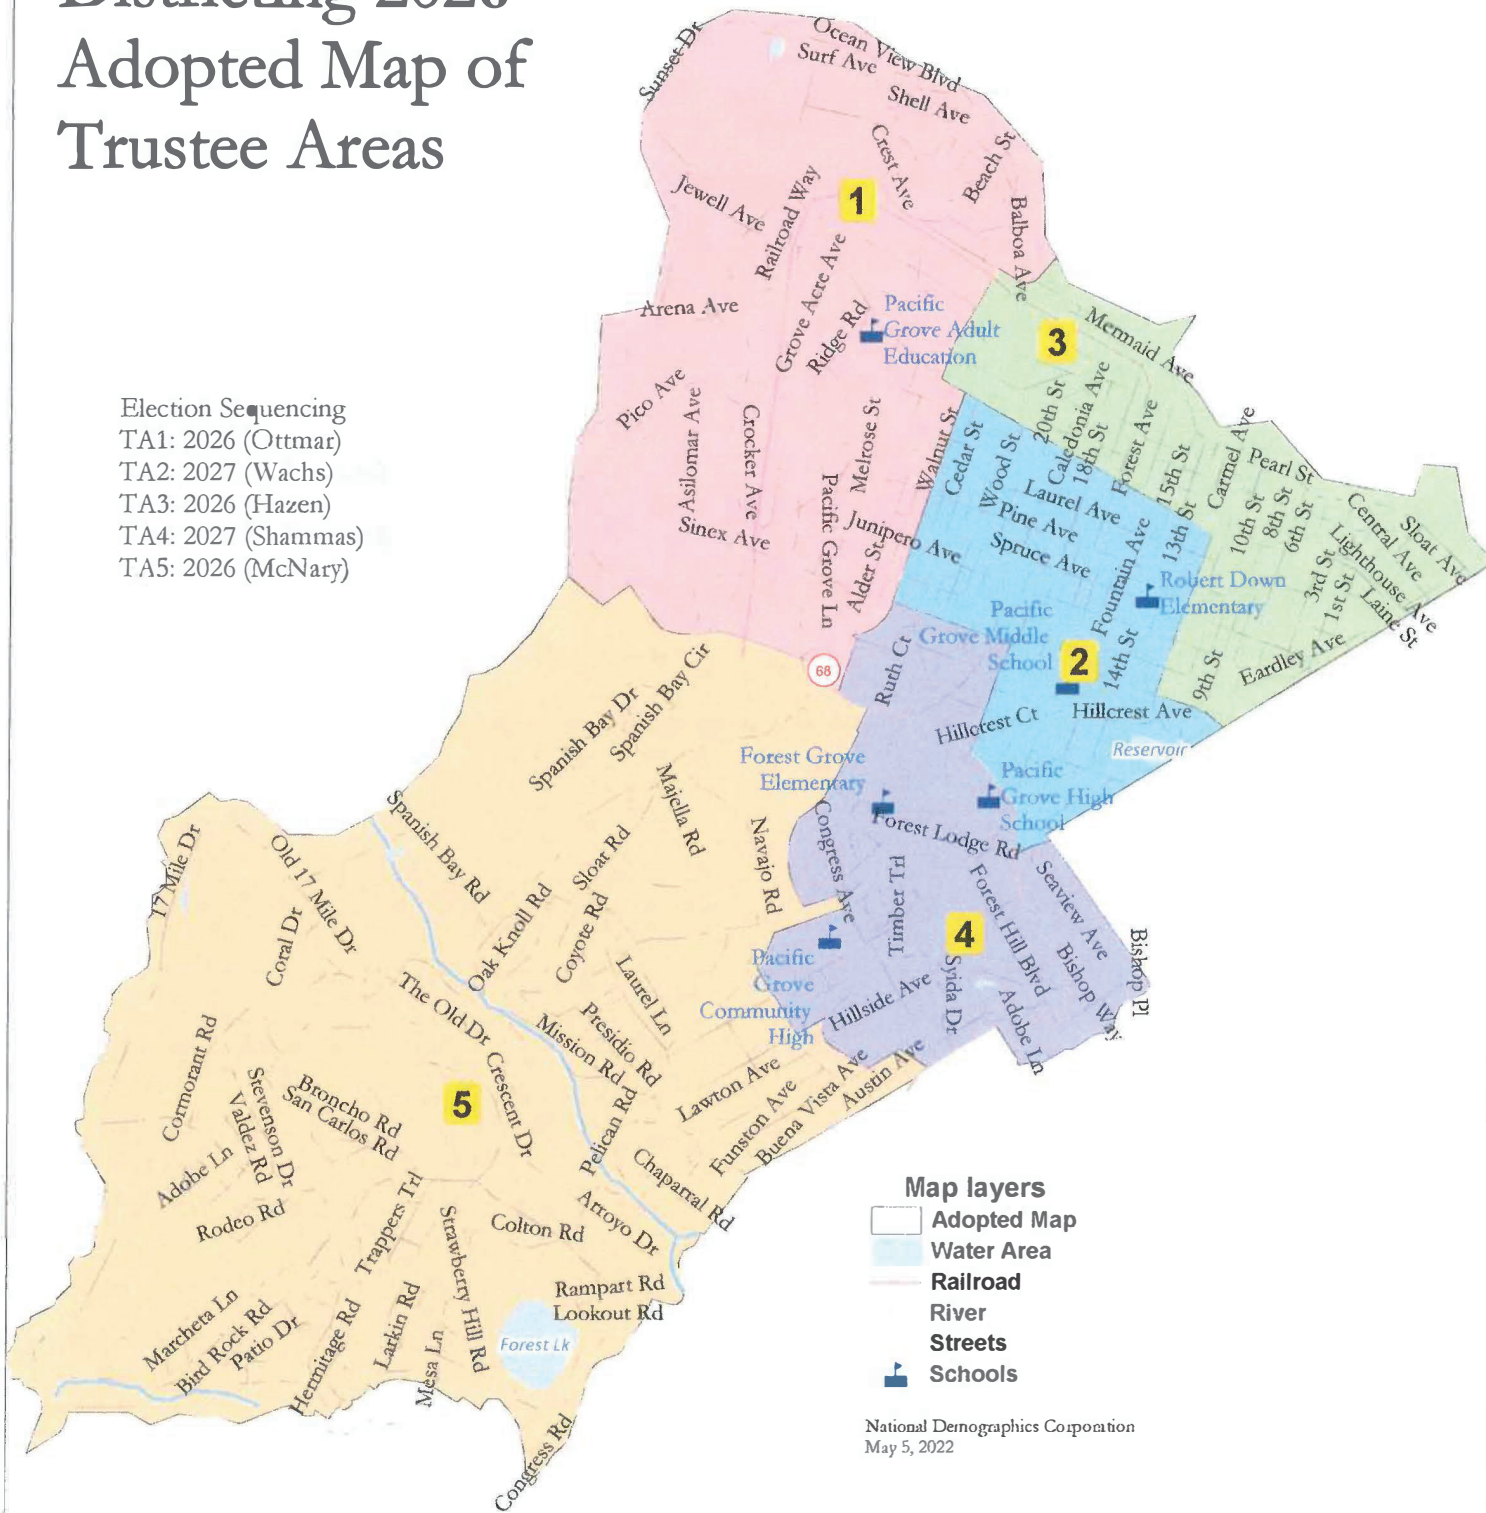 Districting 2026
Adopted Map of
Trustee Areas
Election Sequencing
TA1: 2026 (Ottmar)
TA2: 2027 (Wachs)
TA3: 2026 (Hazen)
TA4: 2027 (Shammas)
TA5: 2026 (McNary)
Sunset Dr
Ocean View Blvd
Surf Ave
Shell Ave
Crest Ave
Beach St
Jewell Ave
Railroad Way
1
Balboa Ave
Grove Acre Ave
Arena Ave
Ridge Rd
Pacific
Grove Adult
Education
3
Mermaid Ave
Pico Ave
Asilomar Ave
Crocker Ave
Melrose St
Walnut St
Cedar St
Wood St
20th St
Caledonia Ave
18th St
Forest Ave
15th St
Carmel Ave
Pearl St
Sinex Ave
Pacific Grove Ln
Junipero Ave
Alder St
Laurel Ave
Pine Ave
Spruce Ave
Fountain Ave
13th St
10th St
8th St
6th St
Central Ave
Sloat Ave
Lighthouse Ave
3rd St
1st St
Laine St
Robert Down
Elementary
Pacific
Grove Middle
School
2
14th St
9th St
Eardley Ave
68
Ruth Ct
Hillcrest Ct
Hillcrest Ave
Reservoir
Spanish Bay Cir
Spanish Bay Dr
Forest Grove
Elementary
Pacific
Grove High
School
Majella Rd
Navajo Rd
Congress Ave
Forest Lodge Rd
Spanish Bay Rd
Sloat Rd
17 Mile Dr
Old 17 Mile Dr
Coral Dr
Oak Knoll Rd
Coyote Rd
Timber Trl
4
Forest Hill Blvd
Seaview Ave
Bishop Way
Bishop Pl
Pacific
Grove
Community
High
Laurel Ln
Hillside Ave
Syida Dr
Adobe Ln
The Old Dr
Presidio Rd
Mission Rd
Crescent Dr
Cormorant Rd
Stevenson Dr
Valdez Rd
Broncho Rd
San Carlos Rd
5
Pelican Rd
Lawton Ave
Funston Ave
Buena Vista Ave
Austin Ave
Adobe Ln
Rodeo Rd
Trappers Trl
Strawberry Hill Rd
Colton Rd
Arroyo Dr
Chaparral Rd
Rampart Rd
Lookout Rd
Marcheta Ln
Bird Rock Rd
Patio Dr
Hermitage Rd
Larkin Rd
Mesa Ln
Forest Lk
Congress Rd
Map layers
Adopted Map
Water Area
Railroad
River
Streets
Schools
National Demographics Corporation
May 5, 2022